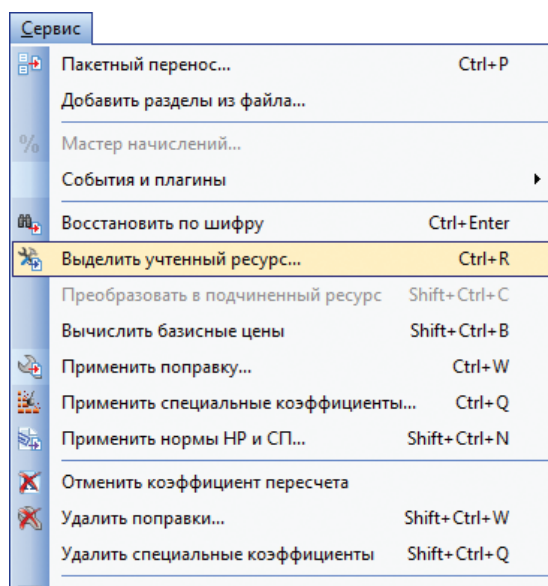 Сервис
Пакетный перенос... Ctrl+P
Добавить разделы из файла...
% Мастер начислений...
События и плагины
Восстановить по шифру Ctrl+Enter
Выделить учтенный ресурс... Ctrl+R
Преобразовать в подчиненный ресурс Shift+Ctrl+C
Вычислить базисные цены Shift+Ctrl+B
Применить поправку... Ctrl+W
Применить специальные коэффициенты... Ctrl+Q
Применить нормы НР и СП... Shift+Ctrl+N
Отменить коэффициент пересчета
Удалить поправки... Shift+Ctrl+W
Удалить специальные коэффициенты Shift+Ctrl+Q